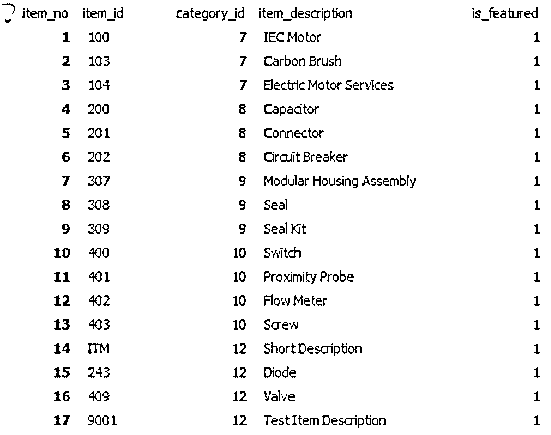 item_no item_id category_id item_description is_featured
1 100 7 IEC Motor 1
2 103 7 Carbon Brush 1
3 104 7 Electric Motor Services 1
4 200 8 Capacitor 1
5 201 8 Connector 1
6 202 8 Circuit Breaker 1
7 307 9 Modular Housing Assembly 1
8 308 9 Seal 1
9 309 9 Seal Kit 1
10 400 10 Switch 1
11 401 10 Proximity Probe 1
12 402 10 Flow Meter 1
13 403 10 Screw 1
14 ITM 12 Short Description 1
15 243 12 Diode 1
16 409 12 Valve 1
17 9001 12 Test Item Description 1